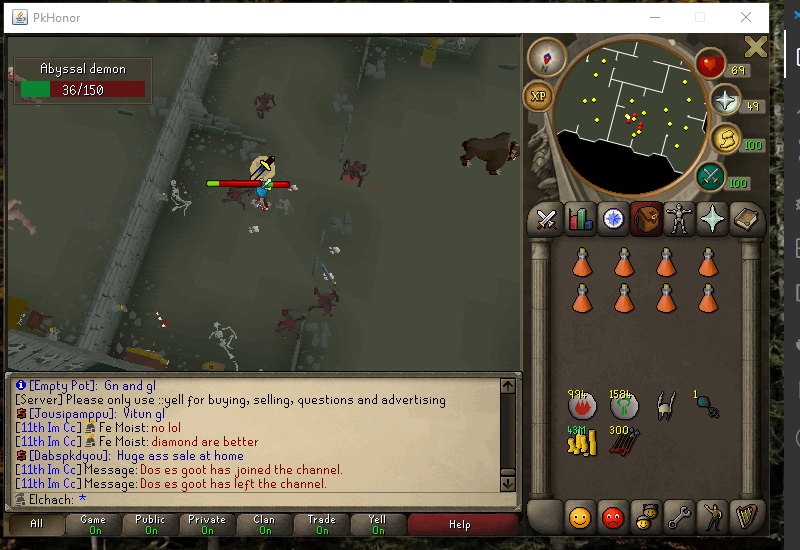 PkHonor
Abyssal demon
36/150
XP
69
49
100
100
[Empty Pot]: Gn and gl
[Server] Please only use ::yell for buying, selling, questions and advertising
[Jousipamppu]: Vitun gl
[11th Im Cc] Fe Moist: no lol
[11th Im Cc] Fe Moist: diamond are better
[Dabspkdyou]: Huge ass sale at home
[11th Im Cc] Message: Dos es goot has joined the channel.
[11th Im Cc] Message: Dos es goot has left the channel.
Elchach: *
994 1584 1
43M 300
All Game On Public On Private On Clan On Trade On Yell On Help